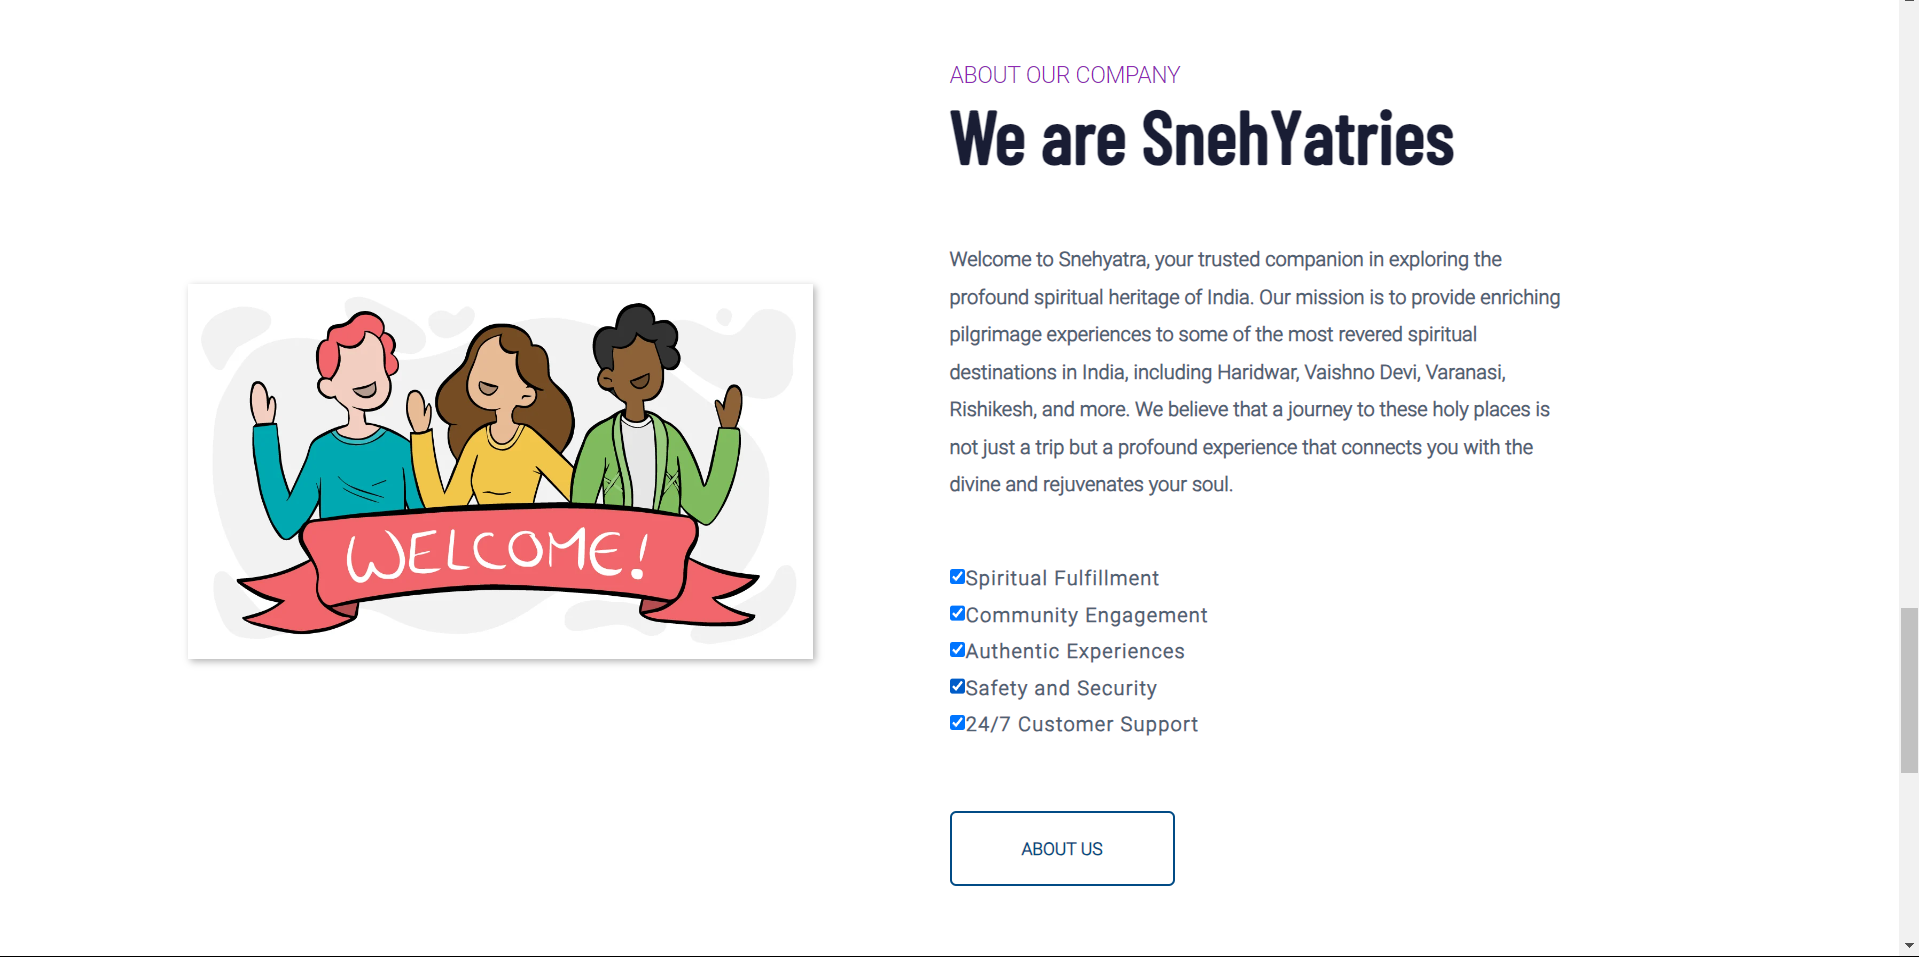 ABOUT OUR COMPANY
We are SnehYatries
Welcome to Snehyatra, your trusted companion in exploring the
profound spiritual heritage of India. Our mission is to provide enriching
pilgrimage experiences to some of the most revered spiritual
destinations in India, including Haridwar, Vaishno Devi, Varanasi,
Rishikesh, and more. We believe that a journey to these holy places is
not just a trip but a profound experience that connects you with the
divine and rejuvenates your soul.
WELCOME!
Spiritual Fulfillment
Community Engagement
Authentic Experiences
Safety and Security
24/7 Customer Support
ABOUT US